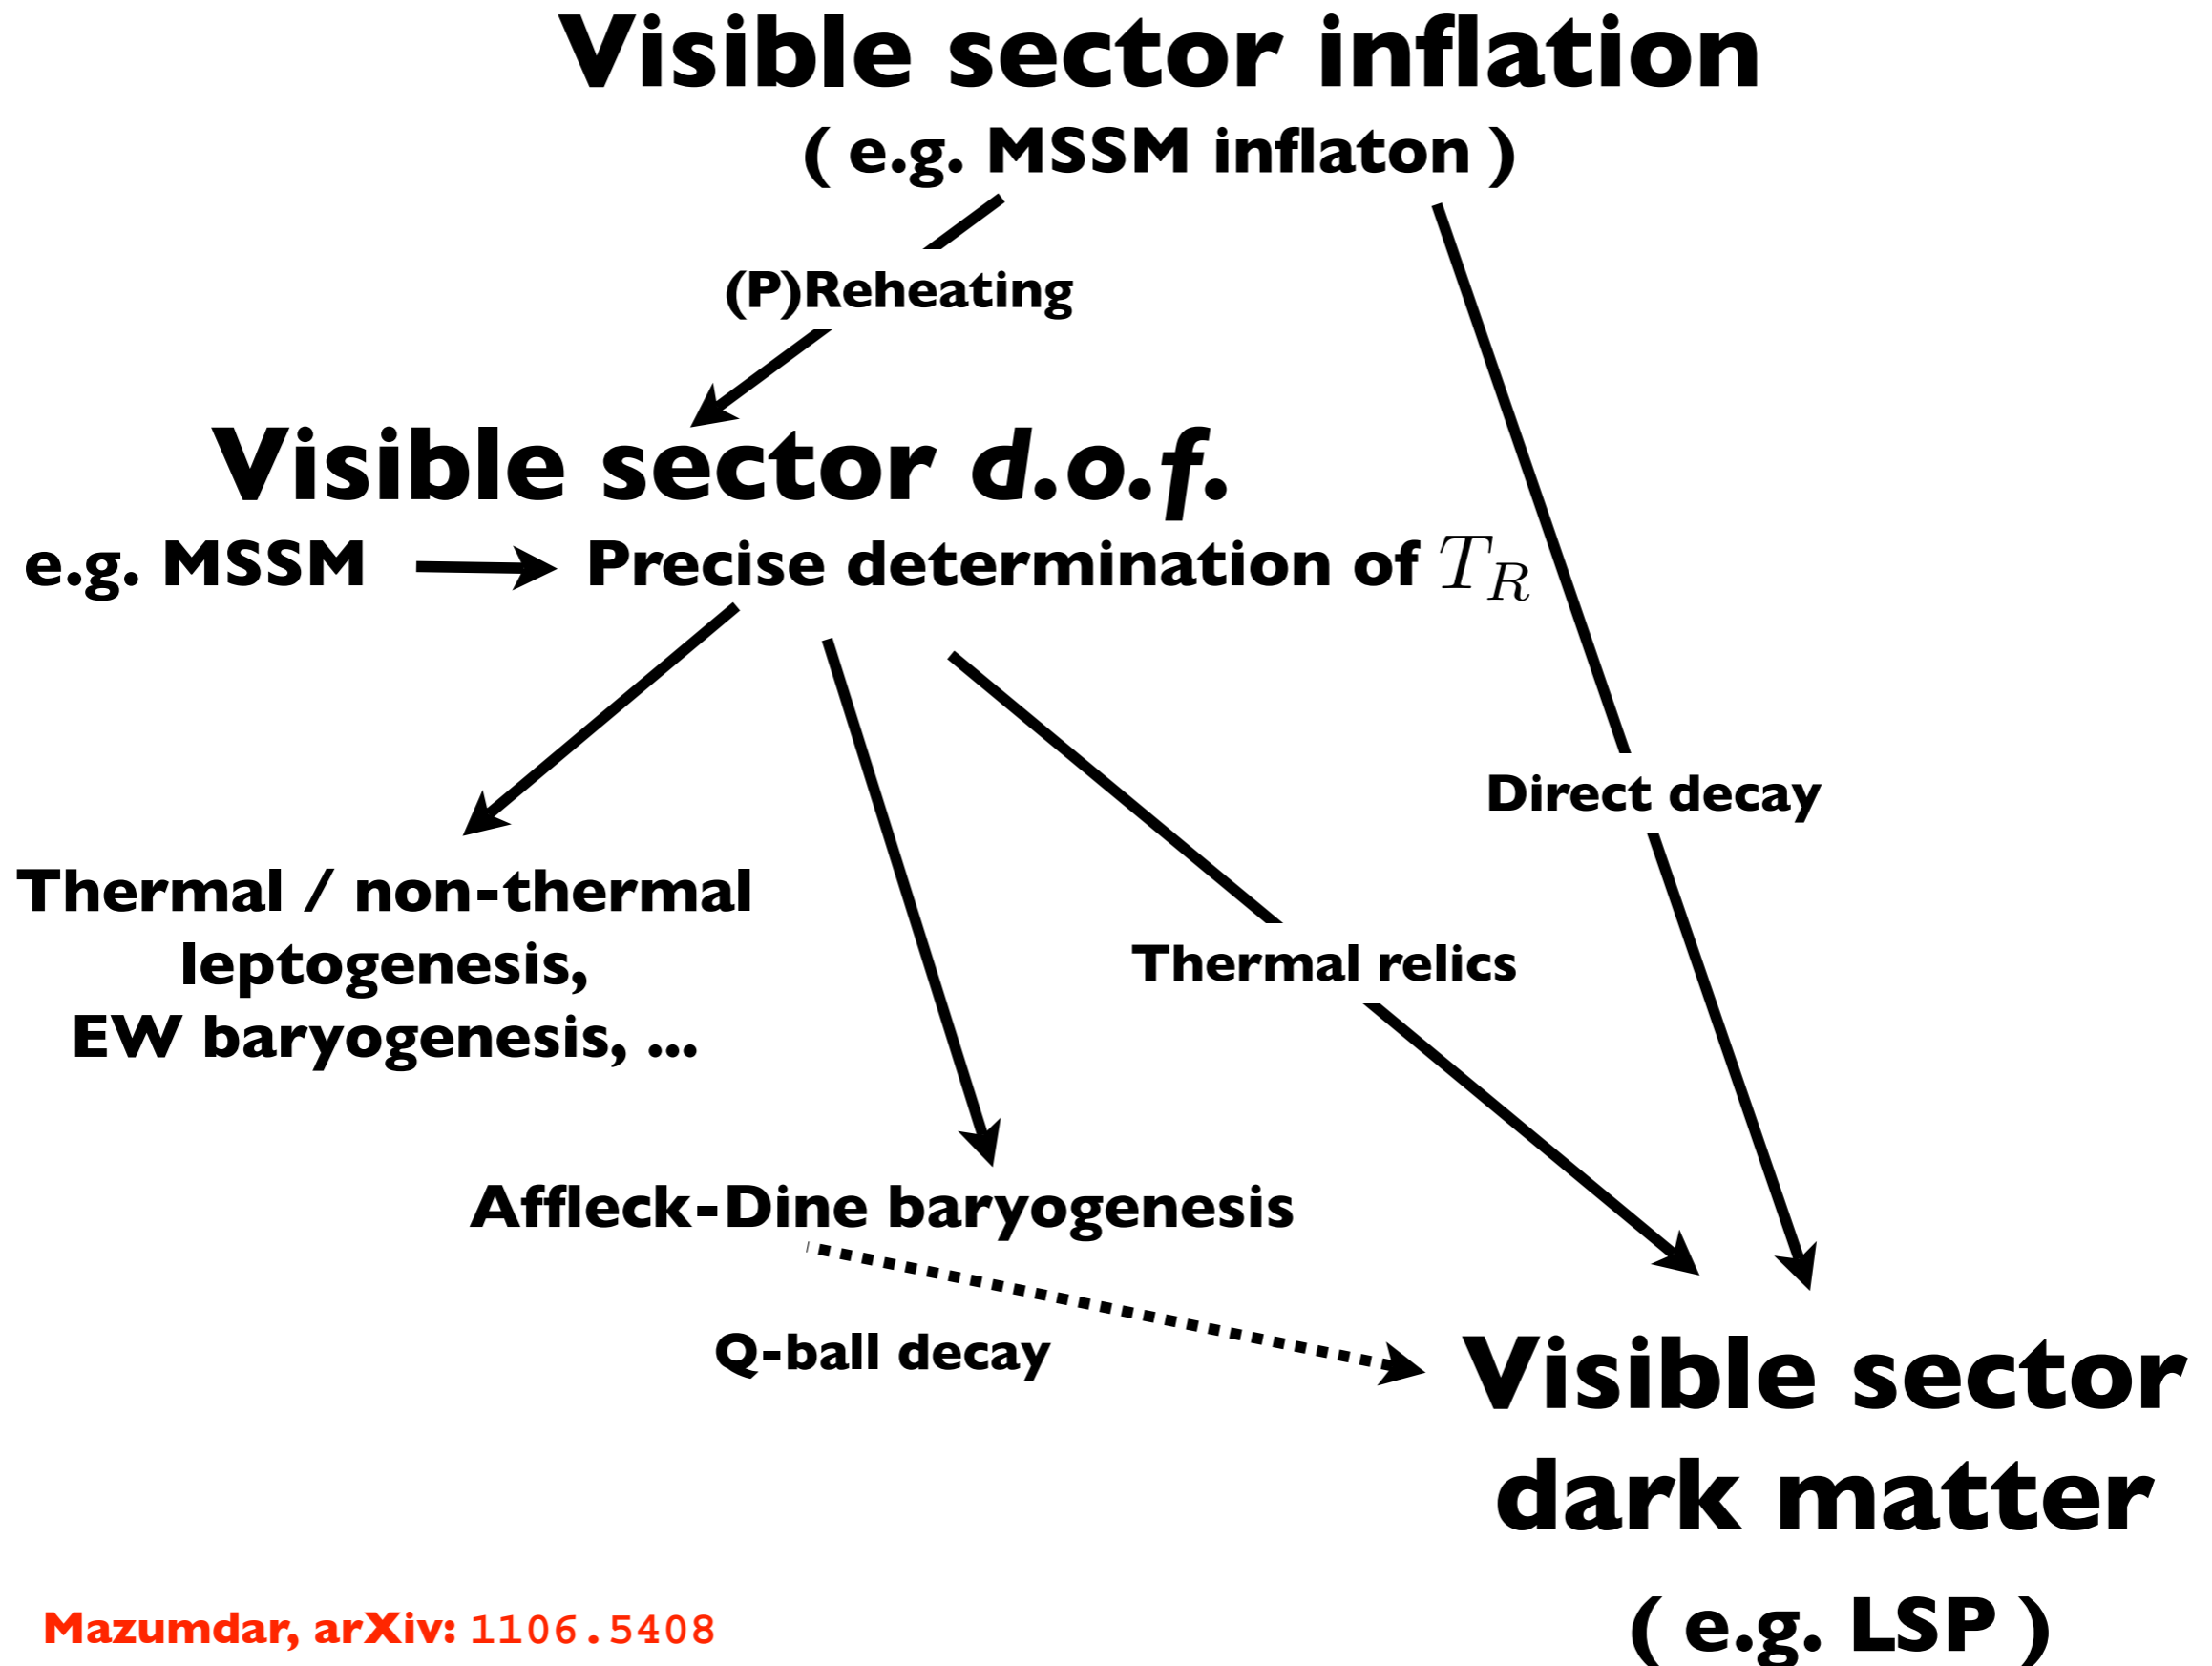 Visible sector inflation
( e.g. MSSM inflaton )
(P)Reheating
Visible sector d.o.f.
e.g. MSSM
Precise determination of T_R
Direct decay
Thermal / non-thermal
leptogenesis,
EW baryogenesis, ...
Thermal relics
Affleck-Dine baryogenesis
Q-ball decay
Visible sector
dark matter
( e.g. LSP )
Mazumdar, arXiv: 1106.5408